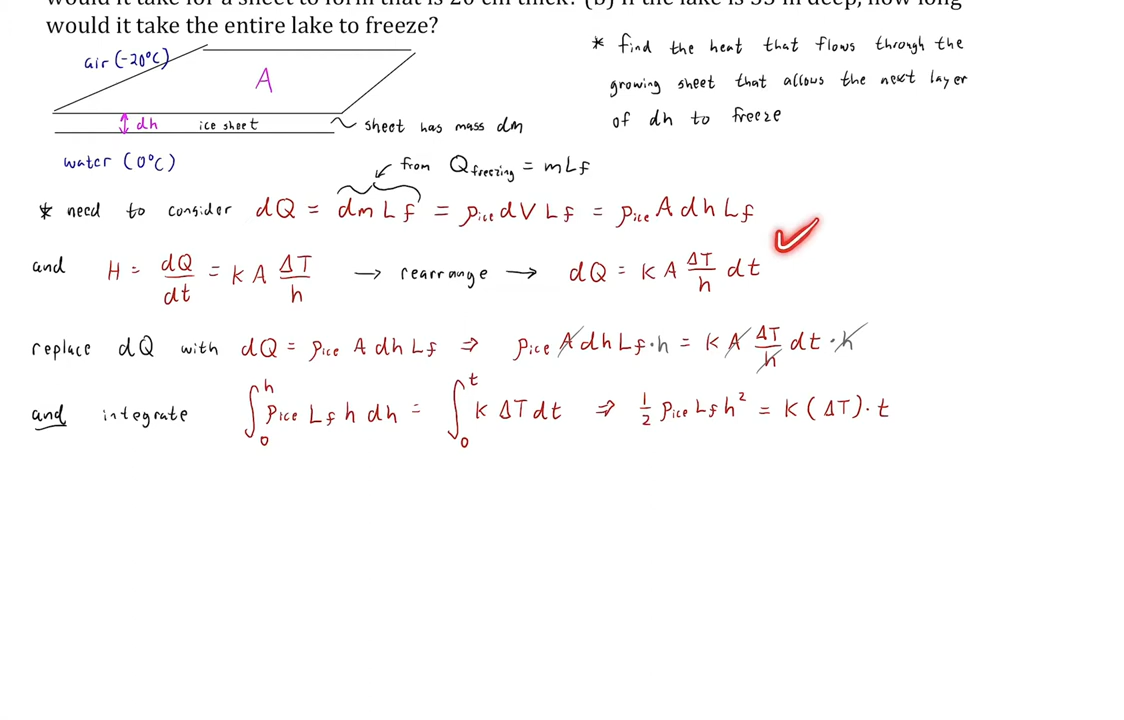 would it take for a sheet to form that is 20 cm thick? (b) If the lake is 35 m deep, how long
would it take the entire lake to freeze?
* find the heat that flows through the
growing sheet that allows the next layer
of dh to freeze
air (-20°C)
A
dh ice sheet
sheet has mass dm
water (0°C)
from Q freezing = mLf
* need to consider dQ = dm Lf = ρice dV Lf = ρice A dh Lf
and H = dQ/dt = k A ΔT/h → rearrange → dQ = k A ΔT/h dt
replace dQ with dQ = ρice A dh Lf ⇒ ρice A dh Lf · h = k A ΔT/h dt · h
and integrate ∫₀ʰ ρice Lf h dh = ∫₀ᵗ k ΔT dt ⇒ 1/2 ρice Lf h² = k (ΔT) · t